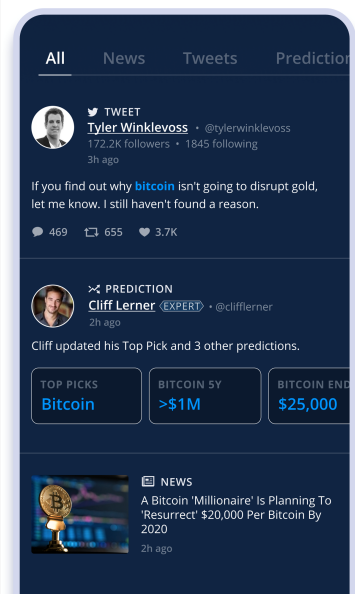 All News Tweets Prediction
TWEET
Tyler Winklevoss • @tylerwinklevoss
172.2K followers • 1845 following
3h ago
If you find out why bitcoin isn't going to disrupt gold,
let me know. I still haven't found a reason.
469 655 3.7K
PREDICTION
Cliff Lerner EXPERT • @clifflerner
2h ago
Cliff updated his Top Pick and 3 other predictions.
TOP PICKS BITCOIN 5Y BITCOIN END
Bitcoin >$1M $25,000
NEWS
A Bitcoin 'Millionaire' Is Planning To
'Resurrect' $20,000 Per Bitcoin By
2020
2h ago